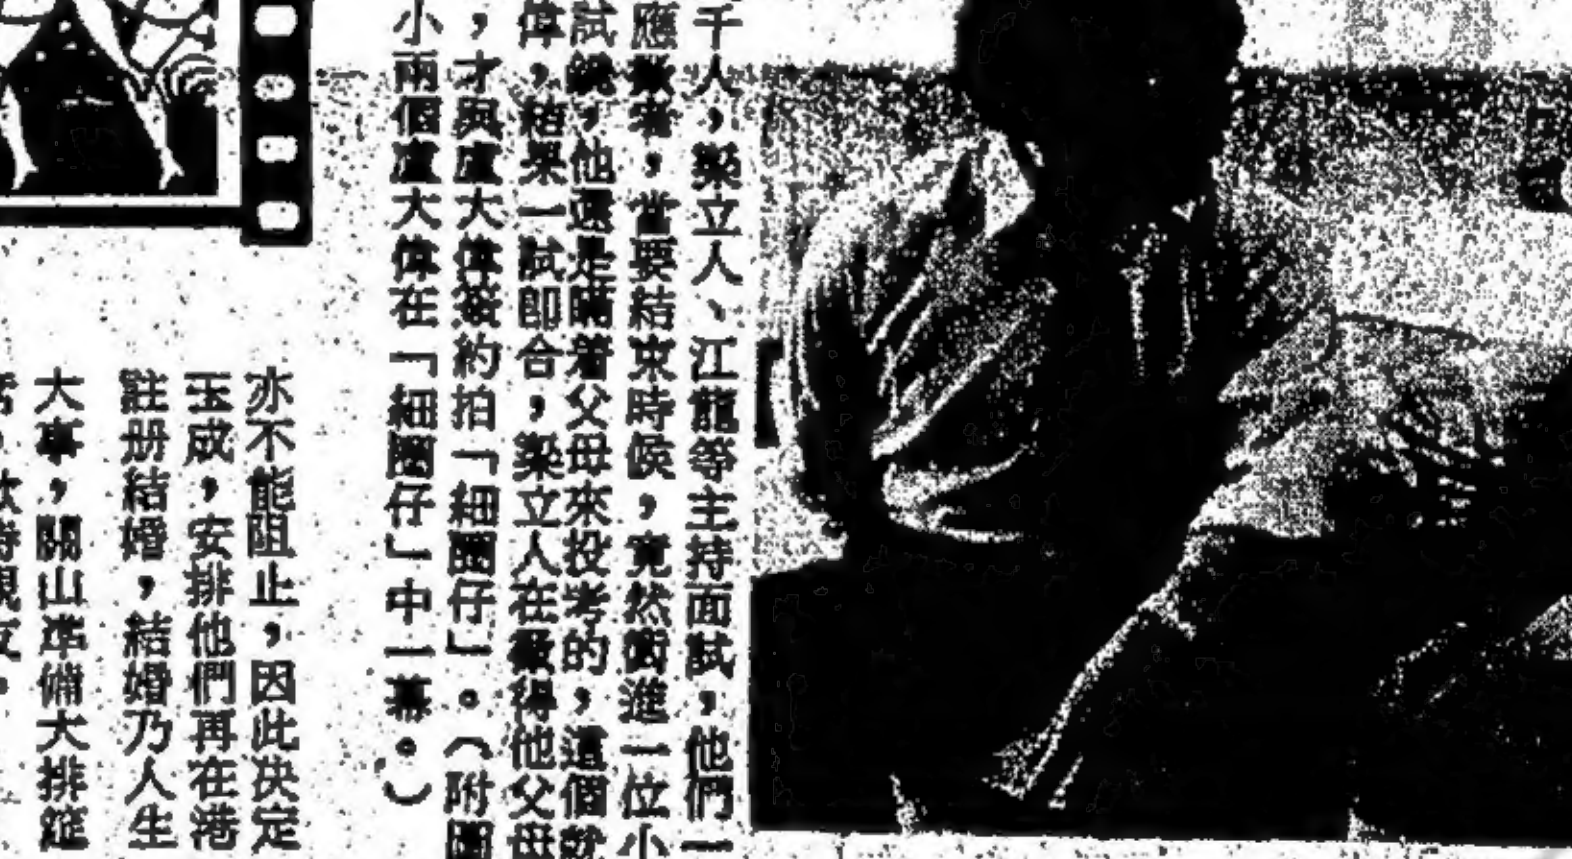 千人，梁立人、江龍等主持面試，他們一
應徵者，當要結束時候，竟然衝進一位小
試鏡，他還是瞞着父母來投考的，這個就
偉，結果一試即合，梁立人在徵得他父母
，才與盧大偉簽約拍「細圈仔」。（附圖
小兩個盧大偉在「細圈仔」中一幕。）
亦不能阻止，因此決定
玉成，安排他們再在港
註册結婚，結婚乃人生
大事，關山準備大排筵